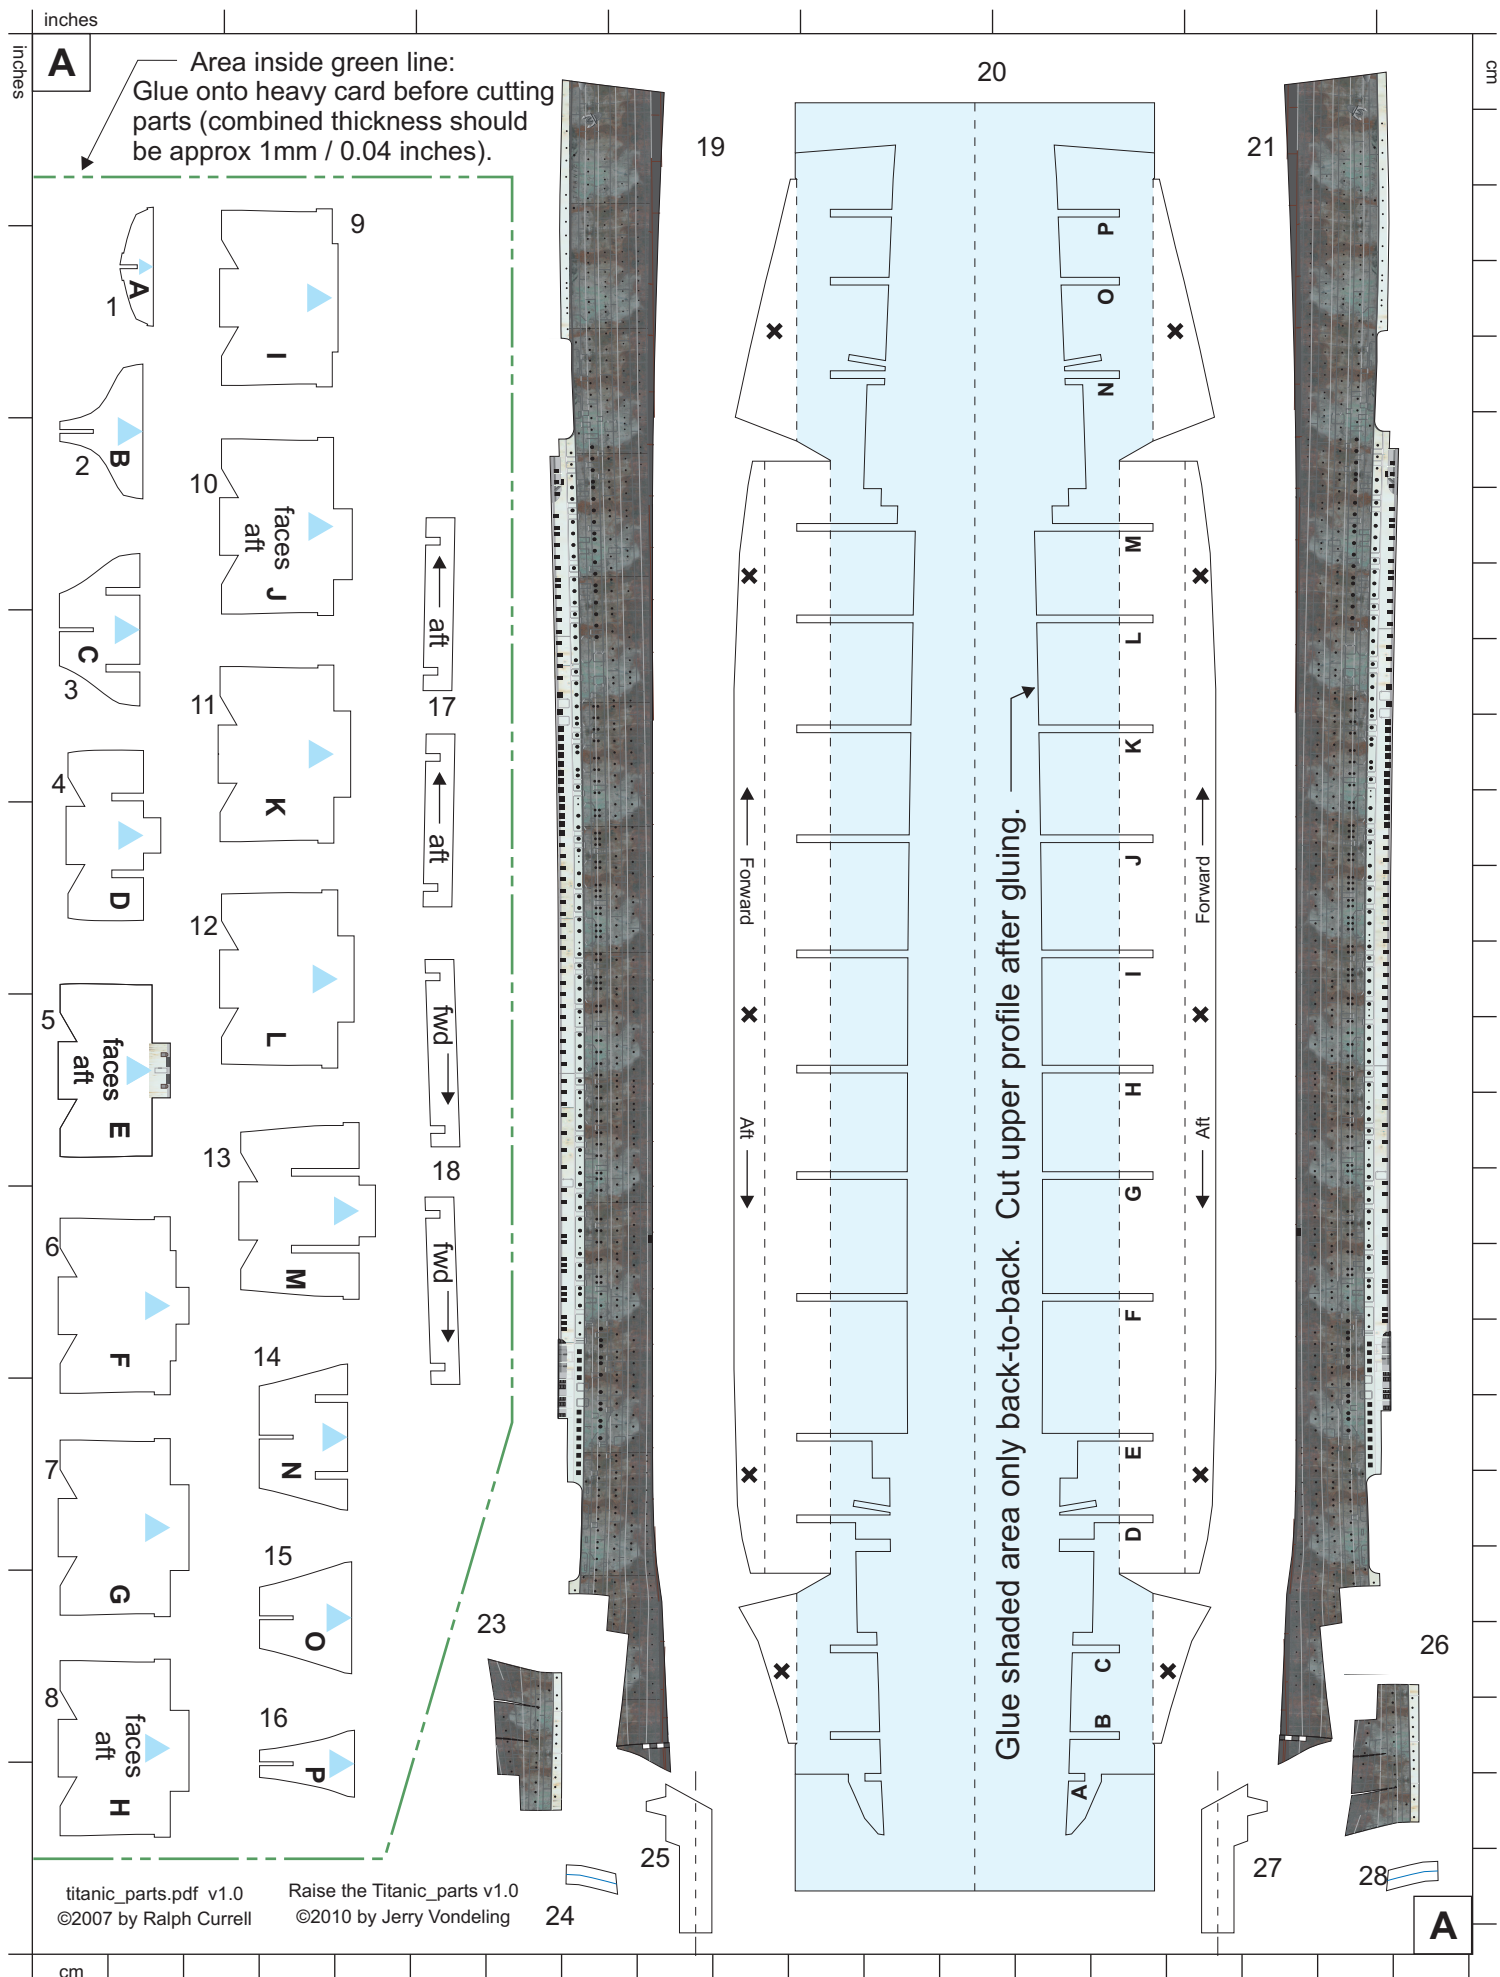 inches
inches
cm
A
Area inside green line:
Glue onto heavy card before cutting
parts (combined thickness should
be approx 1mm / 0.04 inches).
1
A
2
B
3
C
4
D
5
faces
aft
E
6
F
7
G
8
faces
aft
H
9
I
10
faces
aft
J
11
K
12
L
13
M
14
N
15
O
16
P
aft
17
aft
fwd
18
fwd
19
20
21
P
O
N
M
L
K
J
I
H
G
F
E
D
C
B
A
Forward
Aft
Forward
Aft
Glue shaded area only back-to-back. Cut upper profile after gluing.
23
24
25
26
27
28
titanic_parts.pdf v1.0
©2007 by Ralph Currell
Raise the Titanic_parts v1.0
©2010 by Jerry Vondeling
A
cm